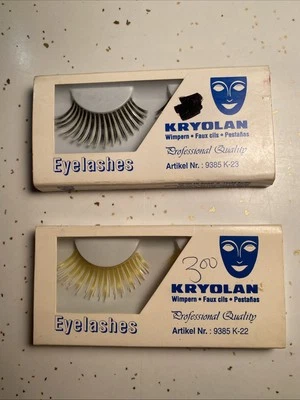 KRYOLAN
Wimpern • Faux cils • Pestañas
Professional Quality
Eyelashes
Artikel Nr.: 9385 K-23
300
KRYOLAN
Wimpern • Faux cils • Pestañas
Professional Quality
Eyelashes
Artikel Nr.: 9385 K-22